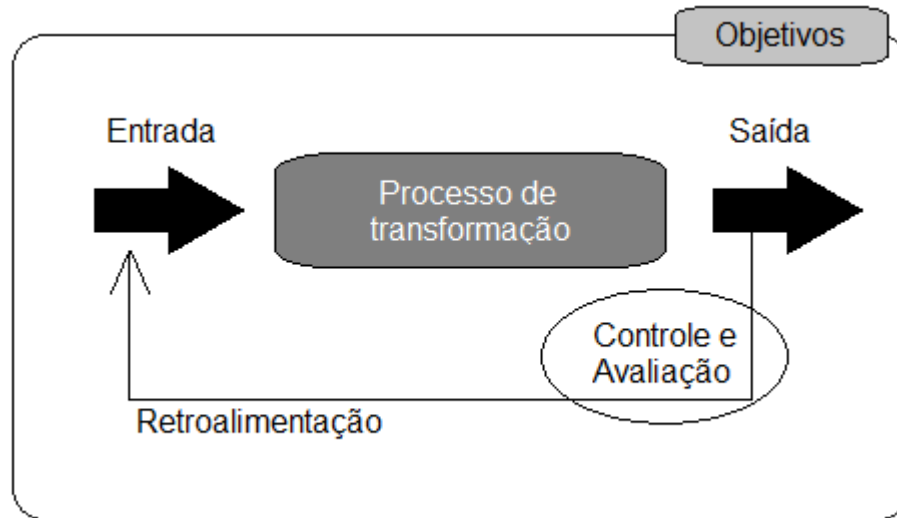 Objetivos
Entrada
Saída
Processo de
transformação
Controle e
Avaliação
Retroalimentação